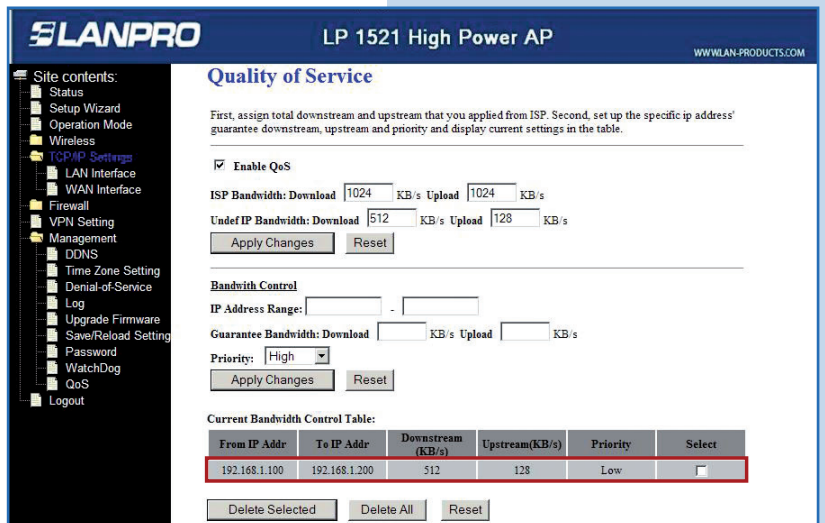 LANPRO
LP 1521 High Power AP
WWW.LAN-PRODUCTS.COM
Site contents:
Status
Setup Wizard
Operation Mode
Wireless
TCP/IP Settings
LAN Interface
WAN Interface
Firewall
VPN Setting
Management
DDNS
Time Zone Setting
Denial-of-Service
Log
Upgrade Firmware
Save/Reload Setting
Password
WatchDog
QoS
Logout
Quality of Service
First, assign total downstream and upstream that you applied from ISP. Second, set up the specific ip address'
guarantee downstream, upstream and priority and display current settings in the table.
Enable QoS
ISP Bandwidth: Download 1024 KB/s Upload 1024 KB/s
Undef IP Bandwidth: Download 512 KB/s Upload 128 KB/s
Apply Changes Reset
Bandwith Control
IP Address Range: -
Guarantee Bandwidth: Download KB/s Upload KB/s
Priority: High
Apply Changes Reset
Current Bandwidth Control Table:
From IP Addr To IP Addr Downstream (KB/s) Upstream(KB/s) Priority Select
192.168.1.100 192.168.1.200 512 128 Low
Delete Selected Delete All Reset